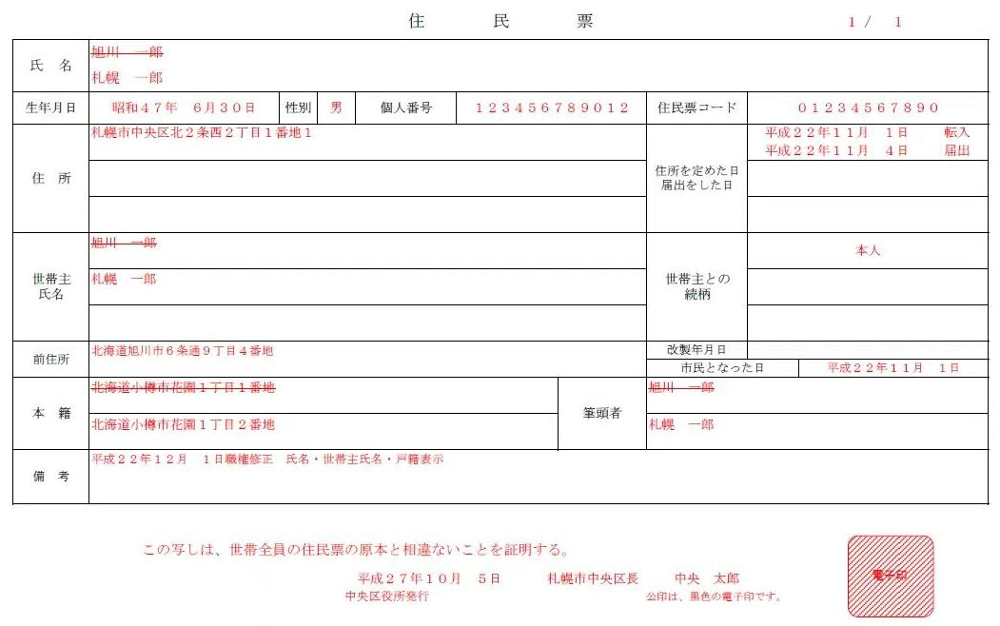 住　民　票
１／　１
氏　名
旭川　一郎
札幌　一郎
生年月日　昭和４７年　６月３０日　性別　男　個人番号　１２３４５６７８９０１２　住民票コード　０１２３４５６７８９０
住　所
札幌市中央区北２条西２丁目１番地１
住所を定めた日
届出をした日
平成２２年１１月　１日　転入
平成２２年１１月　４日　届出
世帯主
氏名
旭川　一郎
札幌　一郎
世帯主との
続柄
本人
前住所
北海道旭川市６条通９丁目４番地
改製年月日
市民となった日　平成２２年１１月　１日
本　籍
北海道小樽市花園１丁目１番地
北海道小樽市花園１丁目２番地
筆頭者
旭川　一郎
札幌　一郎
備　考
平成２２年１２月　１日職権修正　氏名・世帯主氏名・戸籍表示
この写しは、世帯全員の住民票の原本と相違ないことを証明する。
平成２７年１０月　５日　札幌市中央区長　中央　太郎
中央区役所発行　公印は、黒色の電子印です。
電子印